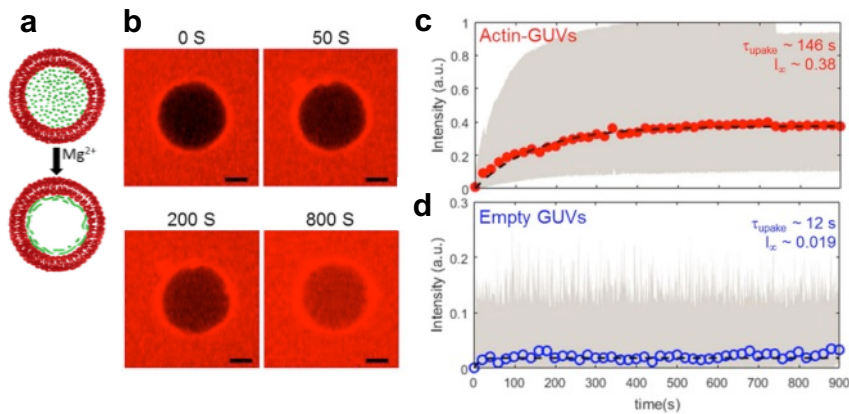 a
Mg²⁺
b
0 S
50 S
200 S
800 S
c
Actin-GUVs
τupake ~ 146 s
I∞ ~ 0.38
Intensity (a.u.)
1
0.8
0.6
0.4
0.2
0
d
Empty GUVs
τupake ~ 12 s
I∞ ~ 0.019
Intensity (a.u.)
0.3
0.2
0.1
0
0 100 200 300 400 500 600 700 800 900
time(s)